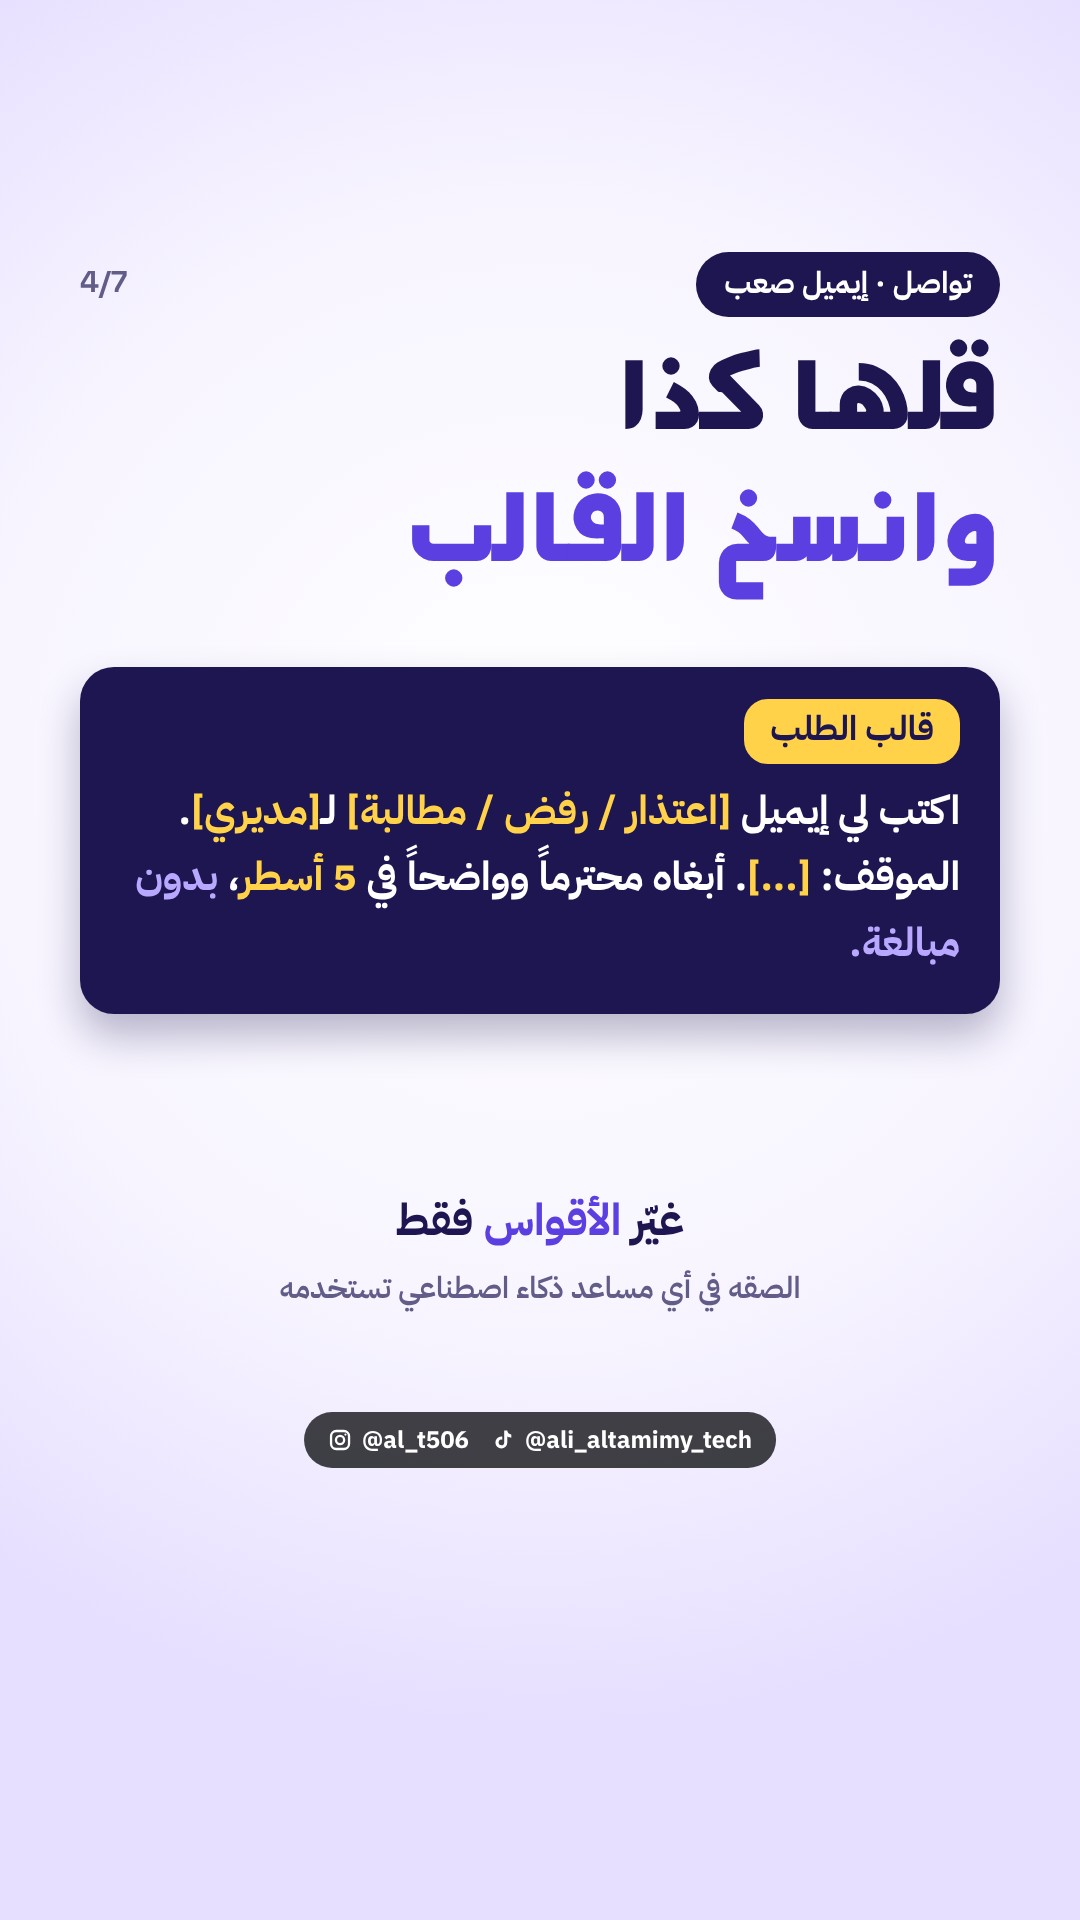 تواصل · إيميل صعب
4/7
قلها كذا
وانسخ القالب
قالب الطلب
اكتب لي إيميل [اعتذار / رفض / مطالبة] لـ[مديري].
الموقف: [...]. أبغاه محترماً وواضحاً في 5 أسطر، بدون
مبالغة.
غيّر الأقواس فقط
الصقه في أي مساعد ذكاء اصطناعي تستخدمه
@al_t506 @ali_altamimy_tech